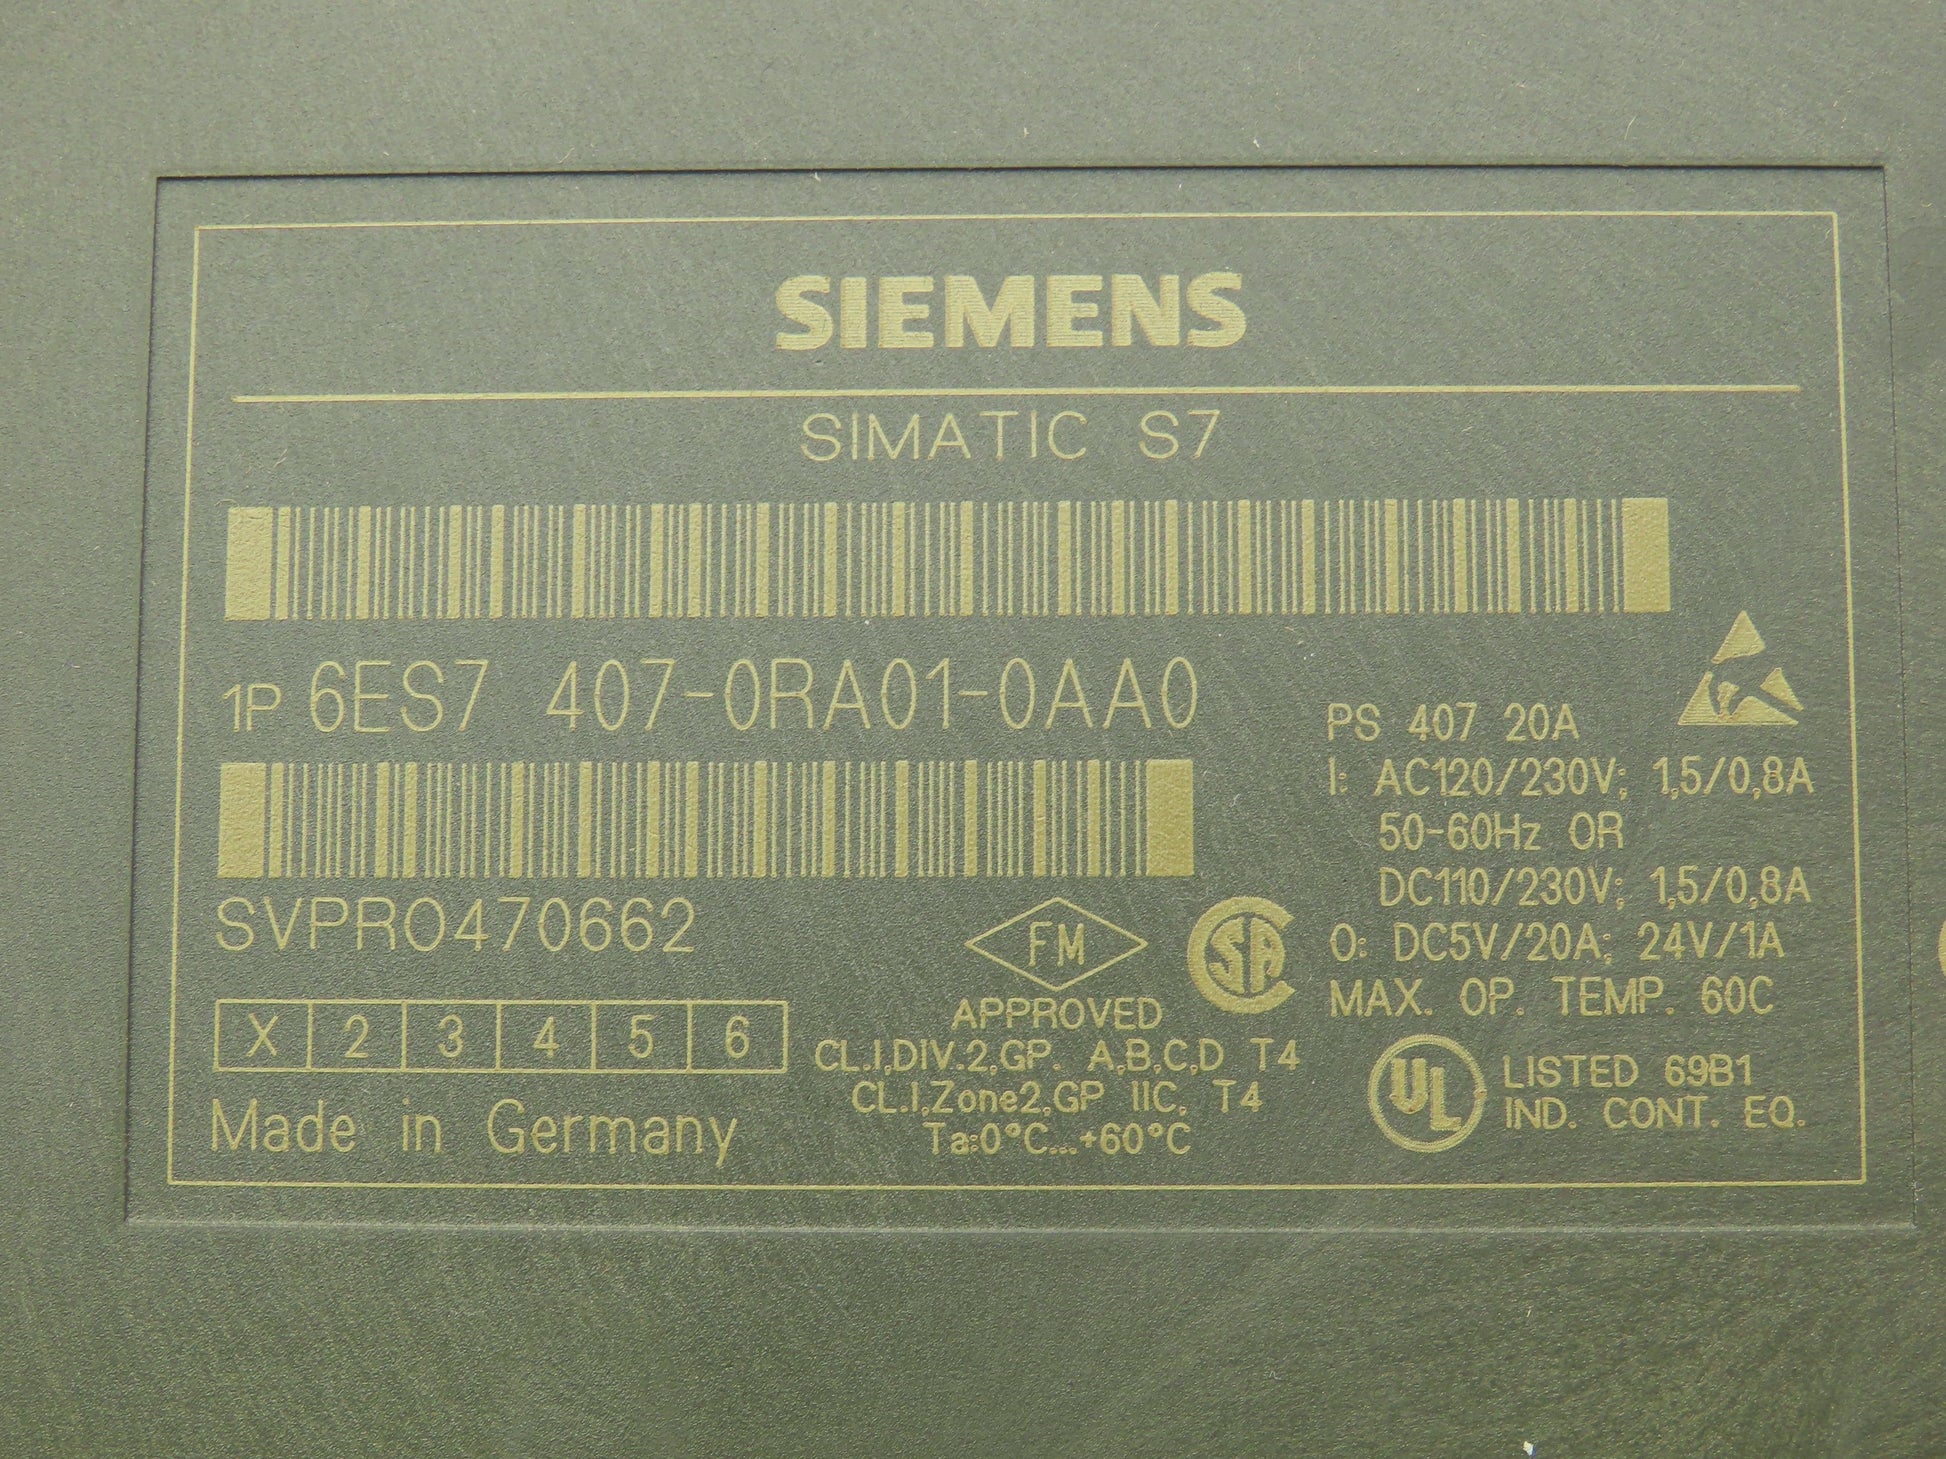 SIEMENS
SIMATIC S7
1P 6ES7 407-0RA01-0AA0
SVPRO470662
X 2 3 4 5 6
Made in Germany
FM
APPROVED
CL.I,DIV.2,GP. A,B,C,D T4
CL.I,Zone2,GP IIC, T4
Ta:0°C...+60°C
SA
PS 407 20A
I: AC120/230V; 1,5/0,8A
50-60Hz OR
DC110/230V; 1,5/0,8A
O: DC5V/20A; 24V/1A
MAX. OP. TEMP. 60C
UL
LISTED 69B1
IND. CONT. EQ.